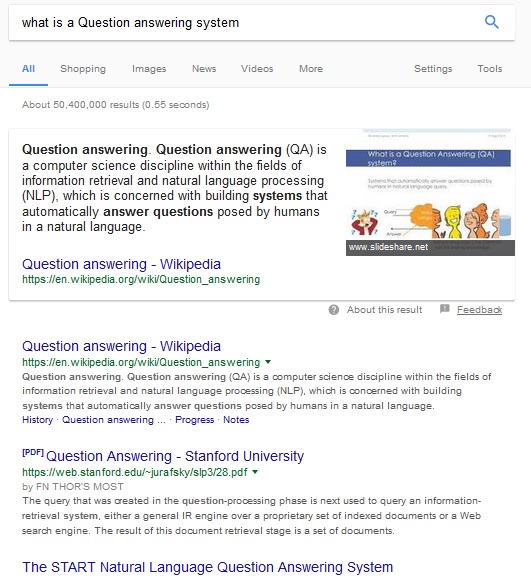 what is a Question answering system
All Shopping Images News Videos More Settings Tools
About 50,400,000 results (0.55 seconds)
Question answering. Question answering (QA) is
a computer science discipline within the fields of
information retrieval and natural language processing
(NLP), which is concerned with building systems that
automatically answer questions posed by humans
in a natural language.
What is a Question Answering (QA)
system?
Systems that automatically answer questions posed by
humans in natural language query.
Query
Answer
www.slideshare.net
Question answering - Wikipedia
https://en.wikipedia.org/wiki/Question_answering
About this result Feedback
Question answering - Wikipedia
https://en.wikipedia.org/wiki/Question_answering
Question answering. Question answering (QA) is a computer science discipline within the fields of
information retrieval and natural language processing (NLP), which is concerned with building
systems that automatically answer questions posed by humans in a natural language.
History · Question answering ... · Progress · Notes
[PDF] Question Answering - Stanford University
https://web.stanford.edu/~jurafsky/slp3/28.pdf
by FN THOR'S MOST
The query that was created in the question-processing phase is next used to query an information-
retrieval system, either a general IR engine over a proprietary set of indexed documents or a Web
search engine. The result of this document retrieval stage is a set of documents.
The START Natural Language Question Answering System